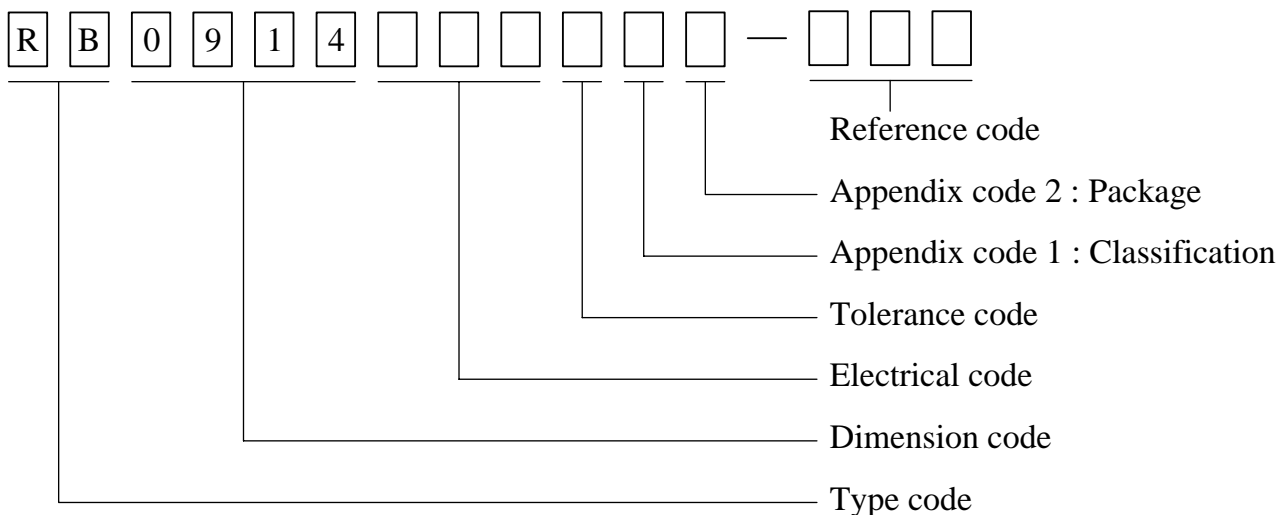 R B 0 9 1 4 —
Reference code
Appendix code 2 : Package
Appendix code 1 : Classification
Tolerance code
Electrical code
Dimension code
Type code